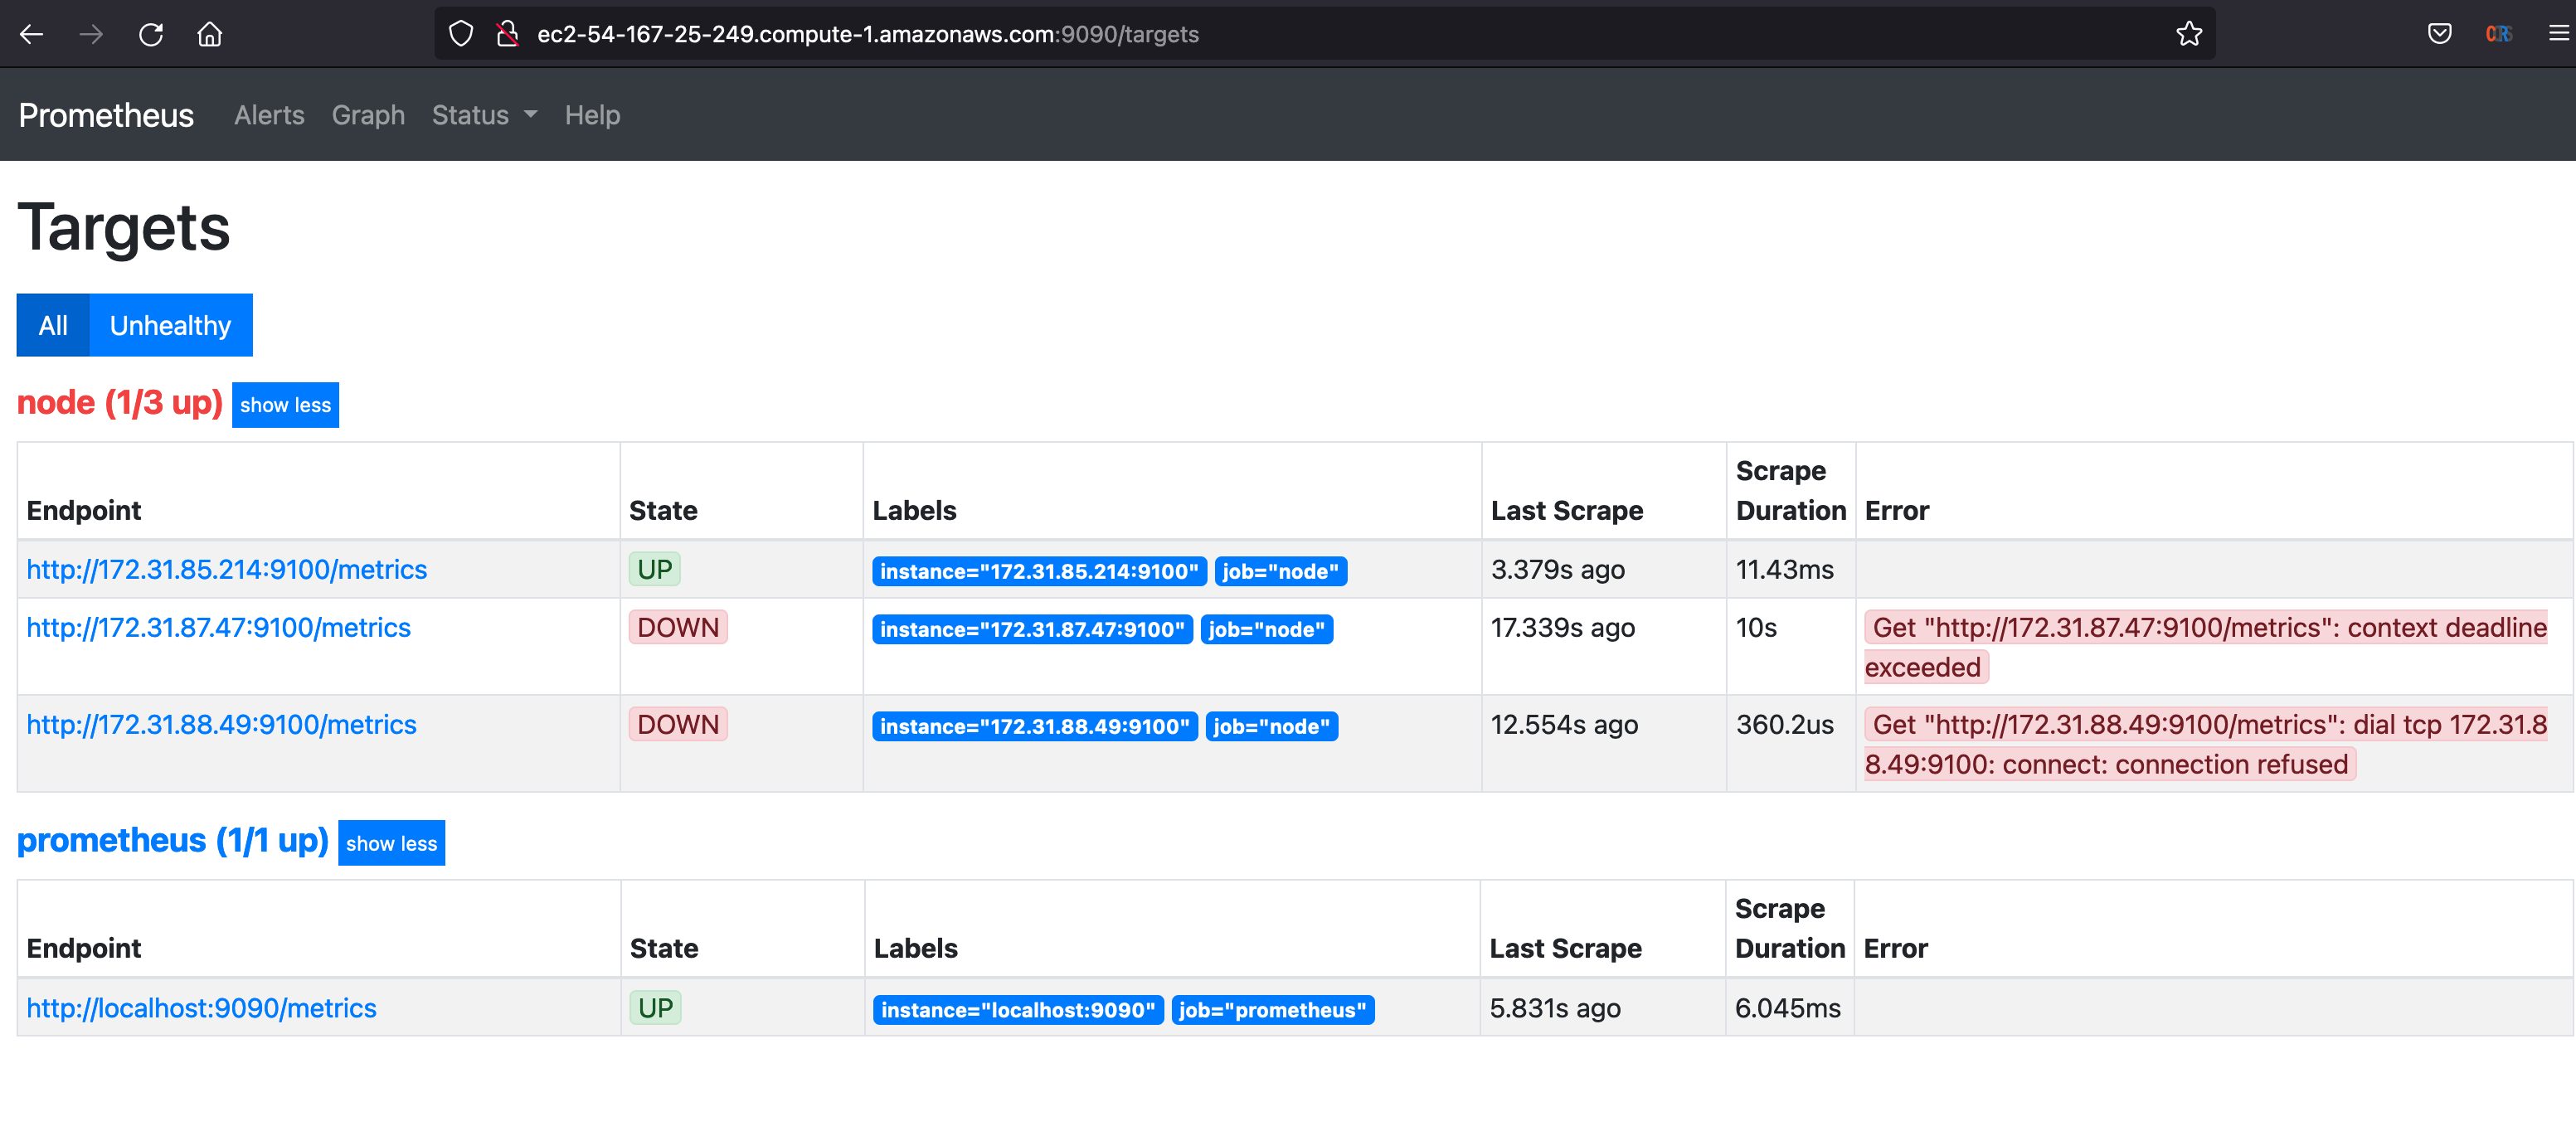 ec2-54-167-25-249.compute-1.amazonaws.com:9090/targets
CORS
Prometheus Alerts Graph Status Help
Targets
All Unhealthy
node (1/3 up) show less
Endpoint State Labels Last Scrape Scrape Duration Error
http://172.31.85.214:9100/metrics UP instance="172.31.85.214:9100" job="node" 3.379s ago 11.43ms
http://172.31.87.47:9100/metrics DOWN instance="172.31.87.47:9100" job="node" 17.339s ago 10s Get "http://172.31.87.47:9100/metrics": context deadline
exceeded
http://172.31.88.49:9100/metrics DOWN instance="172.31.88.49:9100" job="node" 12.554s ago 360.2us Get "http://172.31.88.49:9100/metrics": dial tcp 172.31.8
8.49:9100: connect: connection refused
prometheus (1/1 up) show less
Endpoint State Labels Last Scrape Scrape Duration Error
http://localhost:9090/metrics UP instance="localhost:9090" job="prometheus" 5.831s ago 6.045ms